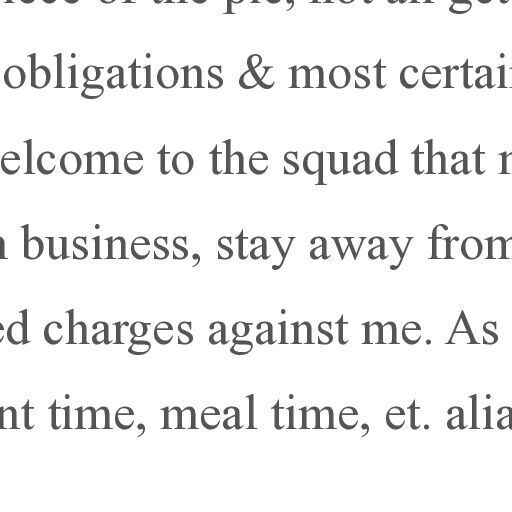 iece of the pie, not all get
obligations & most certai
elcome to the squad that
business, stay away from
ed charges against me. As
nt time, meal time, et. alia